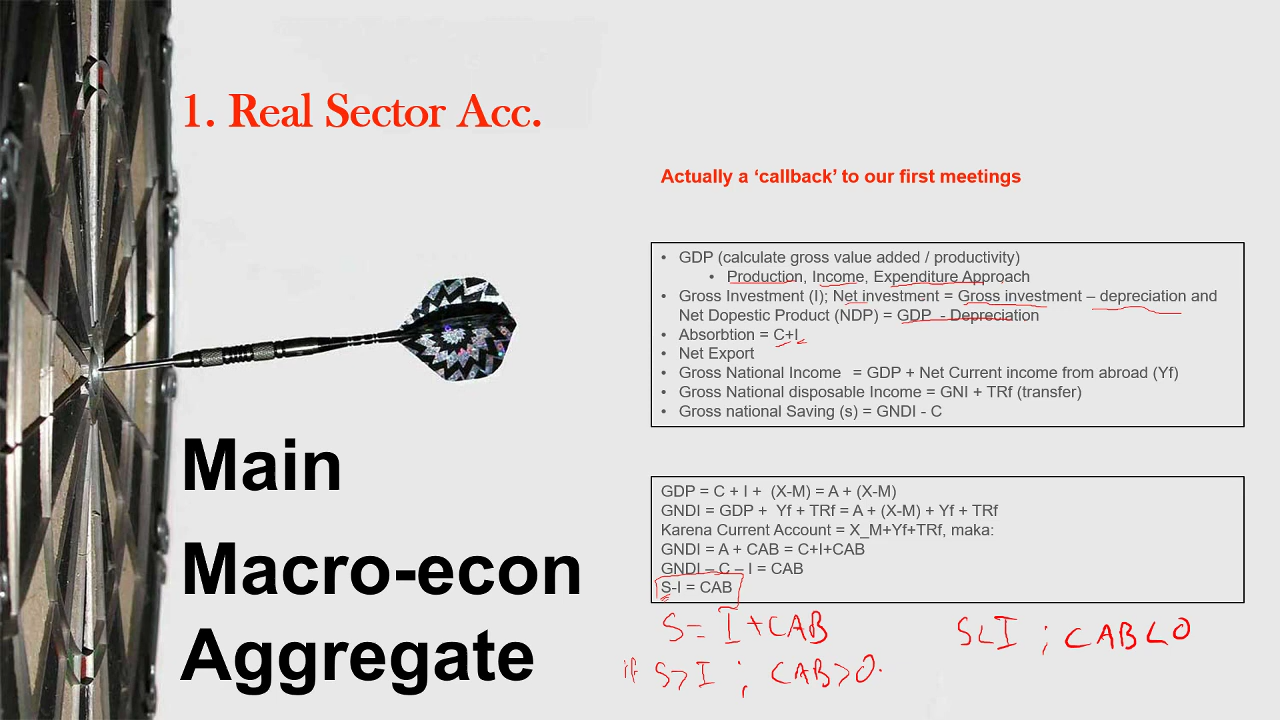 1. Real Sector Acc.
Actually a ‘callback’ to our first meetings
• GDP (calculate gross value added / productivity)
• Production, Income, Expenditure Approach
• Gross Investment (I); Net investment = Gross investment – depreciation and
Net Dopestic Product (NDP) = GDP - Depreciation
• Absorbtion = C+I
• Net Export
• Gross National Income = GDP + Net Current income from abroad (Yf)
• Gross National disposable Income = GNI + TRf (transfer)
• Gross national Saving (s) = GNDI - C
Main
Macro-econ
Aggregate
GDP = C + I + (X-M) = A + (X-M)
GNDI = GDP + Yf + TRf = A + (X-M) + Yf + TRf
Karena Current Account = X_M+Yf+TRf, maka:
GNDI = A + CAB = C+I+CAB
GNDI – C – I = CAB
S-I = CAB
S = I + CAB
if S > I ; CAB > 0.
S < I ; CAB < 0